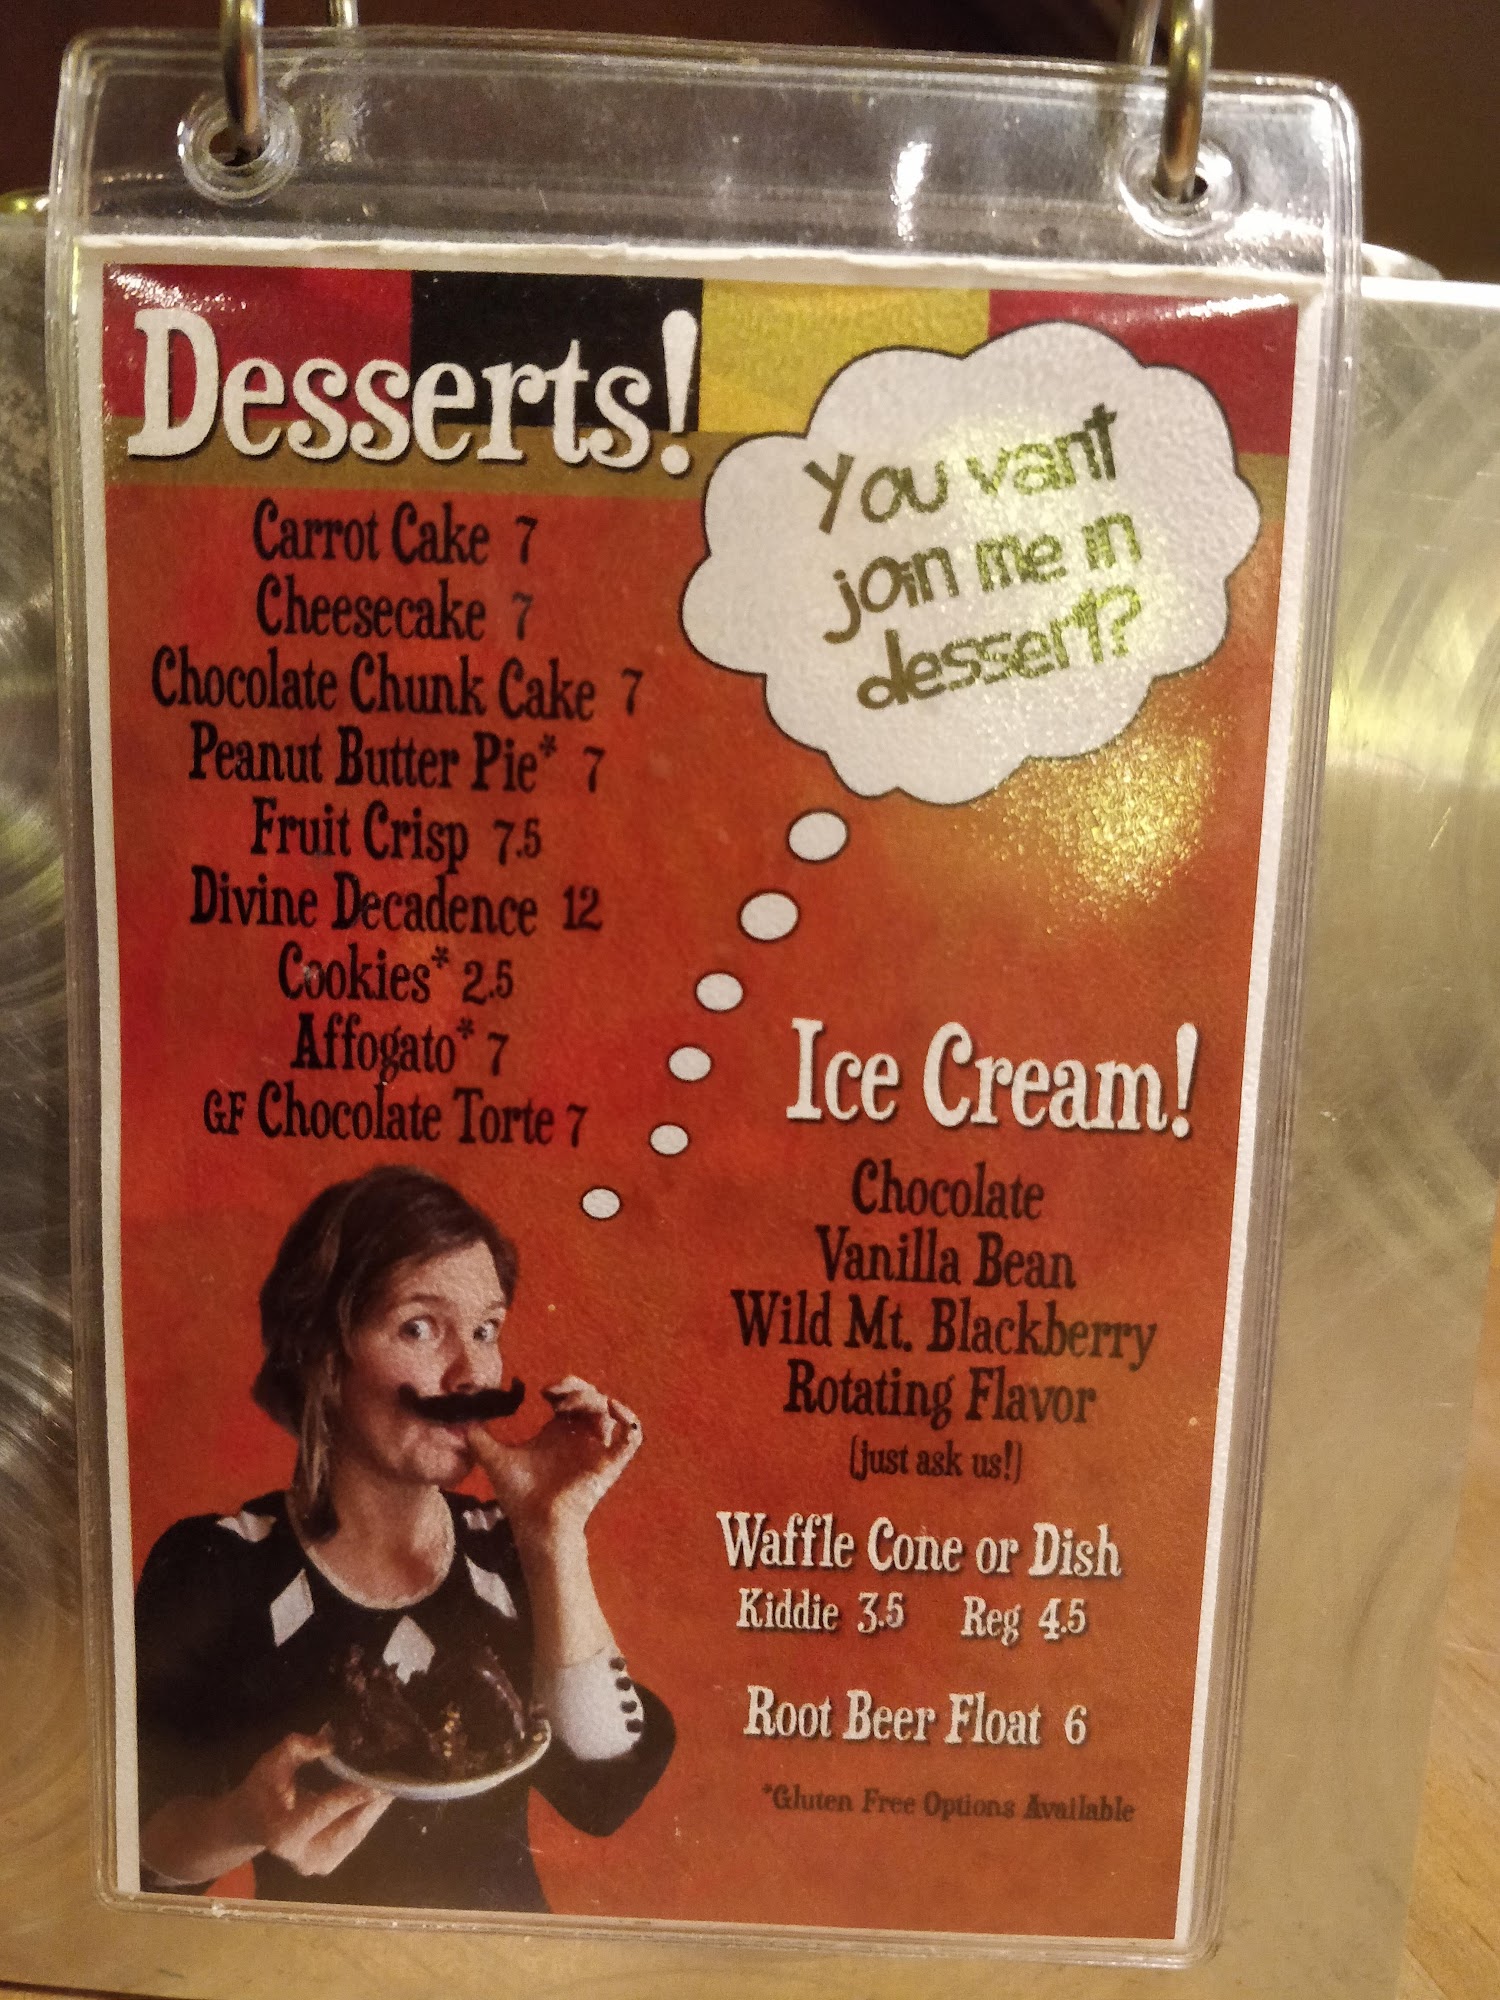 Desserts!
Carrot Cake 7
Cheesecake 7
Chocolate Chunk Cake 7
Peanut Butter Pie* 7
Fruit Crisp 7.5
Divine Decadence 12
Cookies* 2.5
Affogato* 7
GF Chocolate Torte 7
You vant
join me in
dessert?
Ice Cream!
Chocolate
Vanilla Bean
Wild Mt. Blackberry
Rotating Flavor
(just ask us!)
Waffle Cone or Dish
Kiddie 3.5 Reg 4.5
Root Beer Float 6
*Gluten Free Options Available